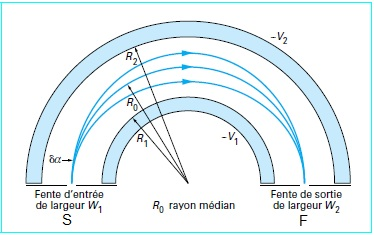 –V₂
R₂
R₀
R₁
–V₁
δα
Fente d'entrée
de largeur W₁
S
R₀ rayon médian
Fente de sortie
de largeur W₂
F